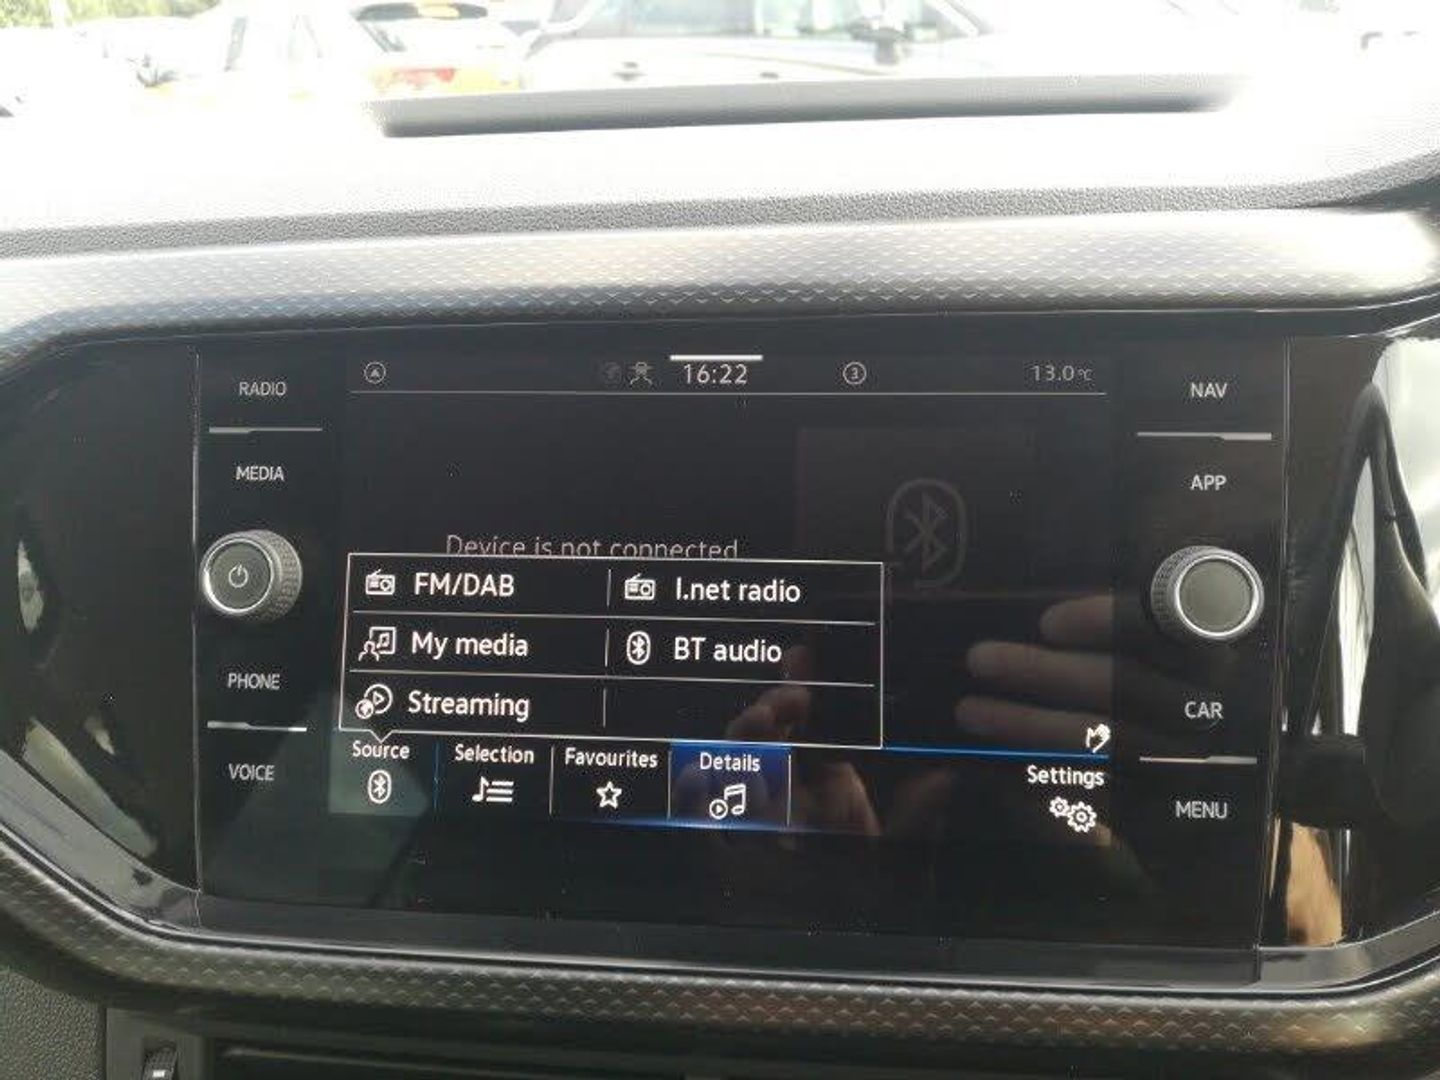 RADIO
16:22
3
13.0°C
NAV
MEDIA
APP
Device is not connected
FM/DAB
I.net radio
My media
BT audio
Streaming
PHONE
CAR
VOICE
Source
Selection
Favourites
Details
Settings
MENU